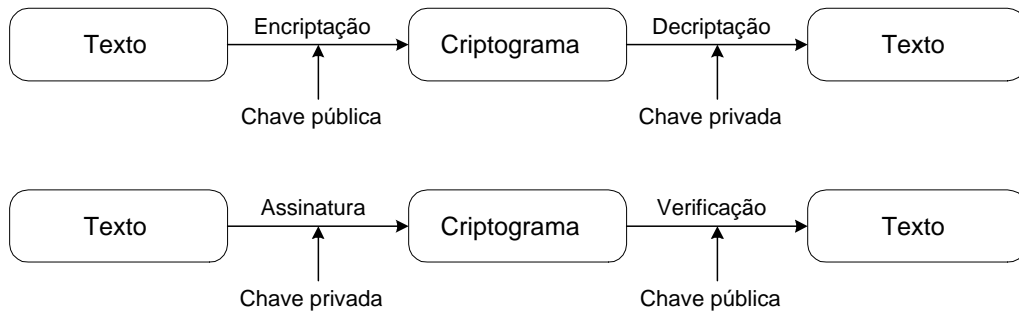 Encriptação
Decriptação
Texto
Criptograma
Texto
Chave pública
Chave privada
Assinatura
Verificação
Texto
Criptograma
Texto
Chave privada
Chave pública